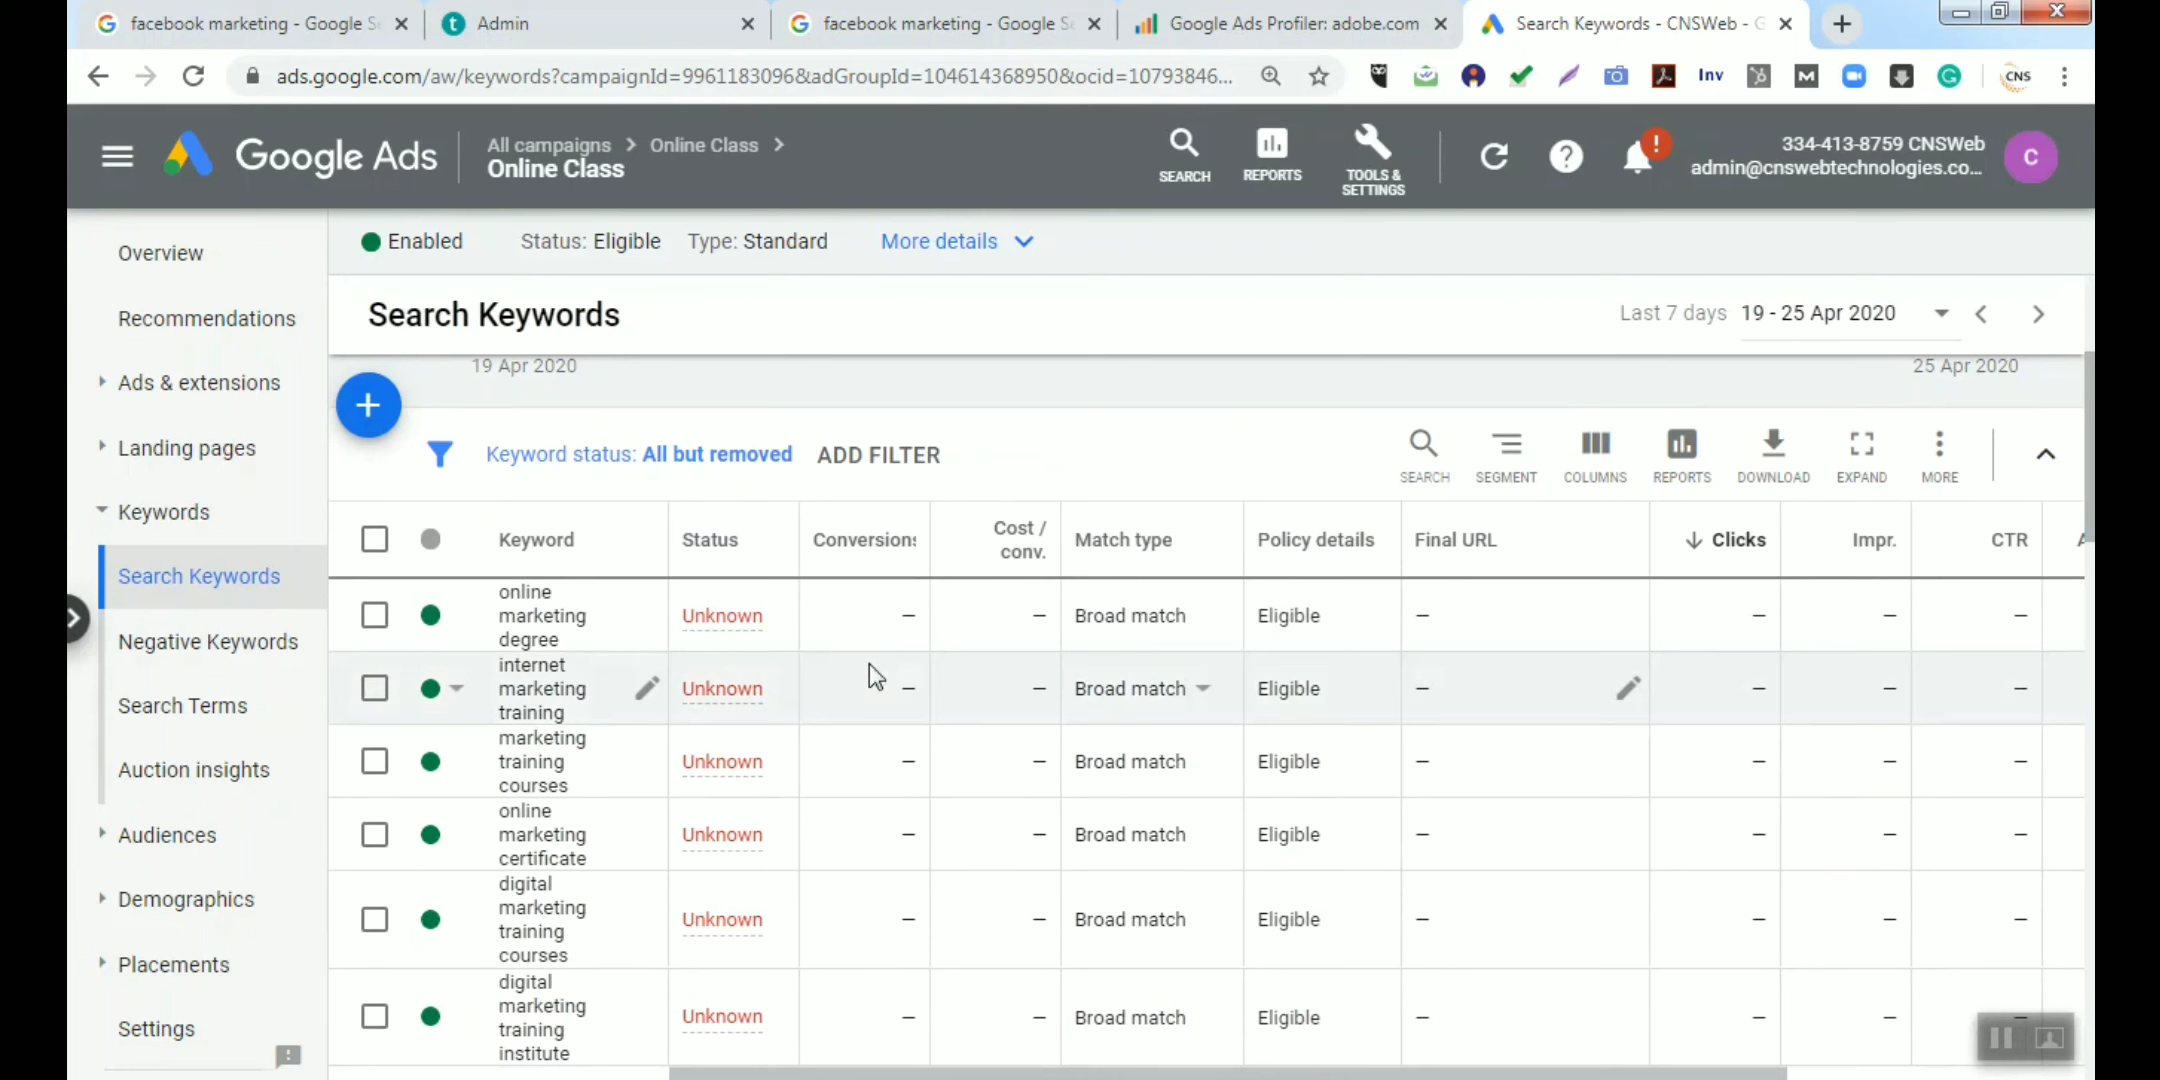 facebook marketing - Google Se
Admin
facebook marketing - Google Se
Google Ads Profiler: adobe.com
Search Keywords - CNSWeb - G
ads.google.com/aw/keywords?campaignId=9961183096&adGroupId=104614368950&ocid=10793846...
Inv
M
CNS
Google Ads
All campaigns > Online Class >
Online Class
SEARCH
REPORTS
TOOLS &
SETTINGS
334-413-8759 CNSWeb
admin@cnswebtechnologies.co...
C
Overview
Recommendations
Ads & extensions
Landing pages
Keywords
Search Keywords
Negative Keywords
Search Terms
Auction insights
Audiences
Demographics
Placements
Settings
Enabled Status: Eligible Type: Standard More details
Search Keywords
Last 7 days 19 - 25 Apr 2020
19 Apr 2020 25 Apr 2020
Keyword status: All but removed ADD FILTER
SEARCH SEGMENT COLUMNS REPORTS DOWNLOAD EXPAND MORE
Keyword Status Conversions Cost /
conv. Match type Policy details Final URL Clicks Impr. CTR
online
marketing
degree
Unknown – – Broad match Eligible – – – –
internet
marketing
training
Unknown – – Broad match Eligible – – – –
marketing
training
courses
Unknown – – Broad match Eligible – – – –
online
marketing
certificate
Unknown – – Broad match Eligible – – – –
digital
marketing
training
courses
Unknown – – Broad match Eligible – – – –
digital
marketing
training
institute
Unknown – – Broad match Eligible – – – –